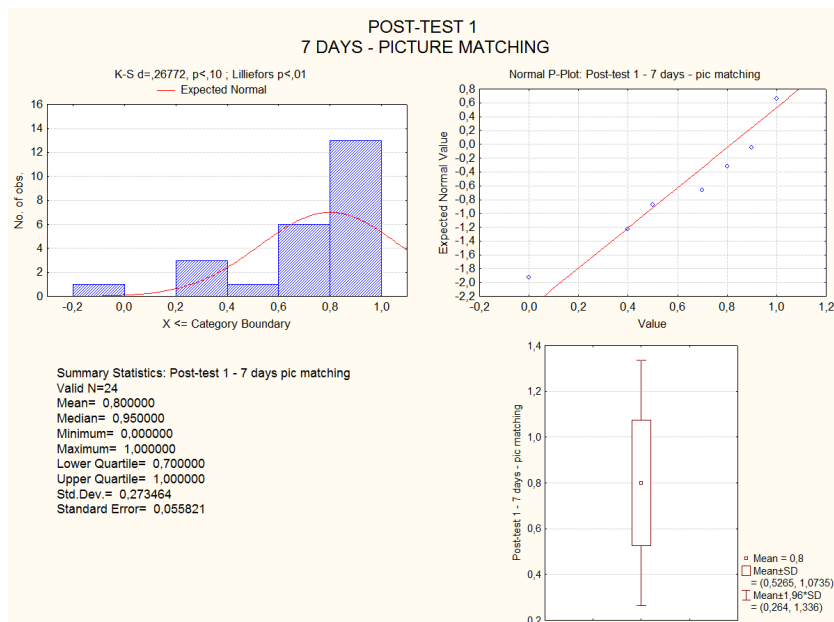 POST-TEST 1
7 DAYS - PICTURE MATCHING
K-S d=,26772, p<,10 ; Lilliefors p<,01
Expected Normal
No. of obs.
16
14
12
10
8
6
4
2
0
-0,2 0,0 0,2 0,4 0,6 0,8 1,0
X <= Category Boundary
Normal P-Plot: Post-test 1 - 7 days - pic matching
Expected Normal Value
0,8
0,6
0,4
0,2
0,0
-0,2
-0,4
-0,6
-0,8
-1,0
-1,2
-1,4
-1,6
-1,8
-2,0
-2,2
-0,2 0,0 0,2 0,4 0,6 0,8 1,0 1,2
Value
Summary Statistics: Post-test 1 - 7 days pic matching
Valid N=24
Mean= 0,800000
Median= 0,950000
Minimum= 0,000000
Maximum= 1,000000
Lower Quartile= 0,700000
Upper Quartile= 1,000000
Std.Dev.= 0,273464
Standard Error= 0,055821
Post-test 1 - 7 days - pic matching
1,4
1,2
1,0
0,8
0,6
0,4
0,2
Mean = 0,8
Mean±SD
= (0,5265, 1,0735)
Mean±1,96*SD
= (0,264, 1,336)